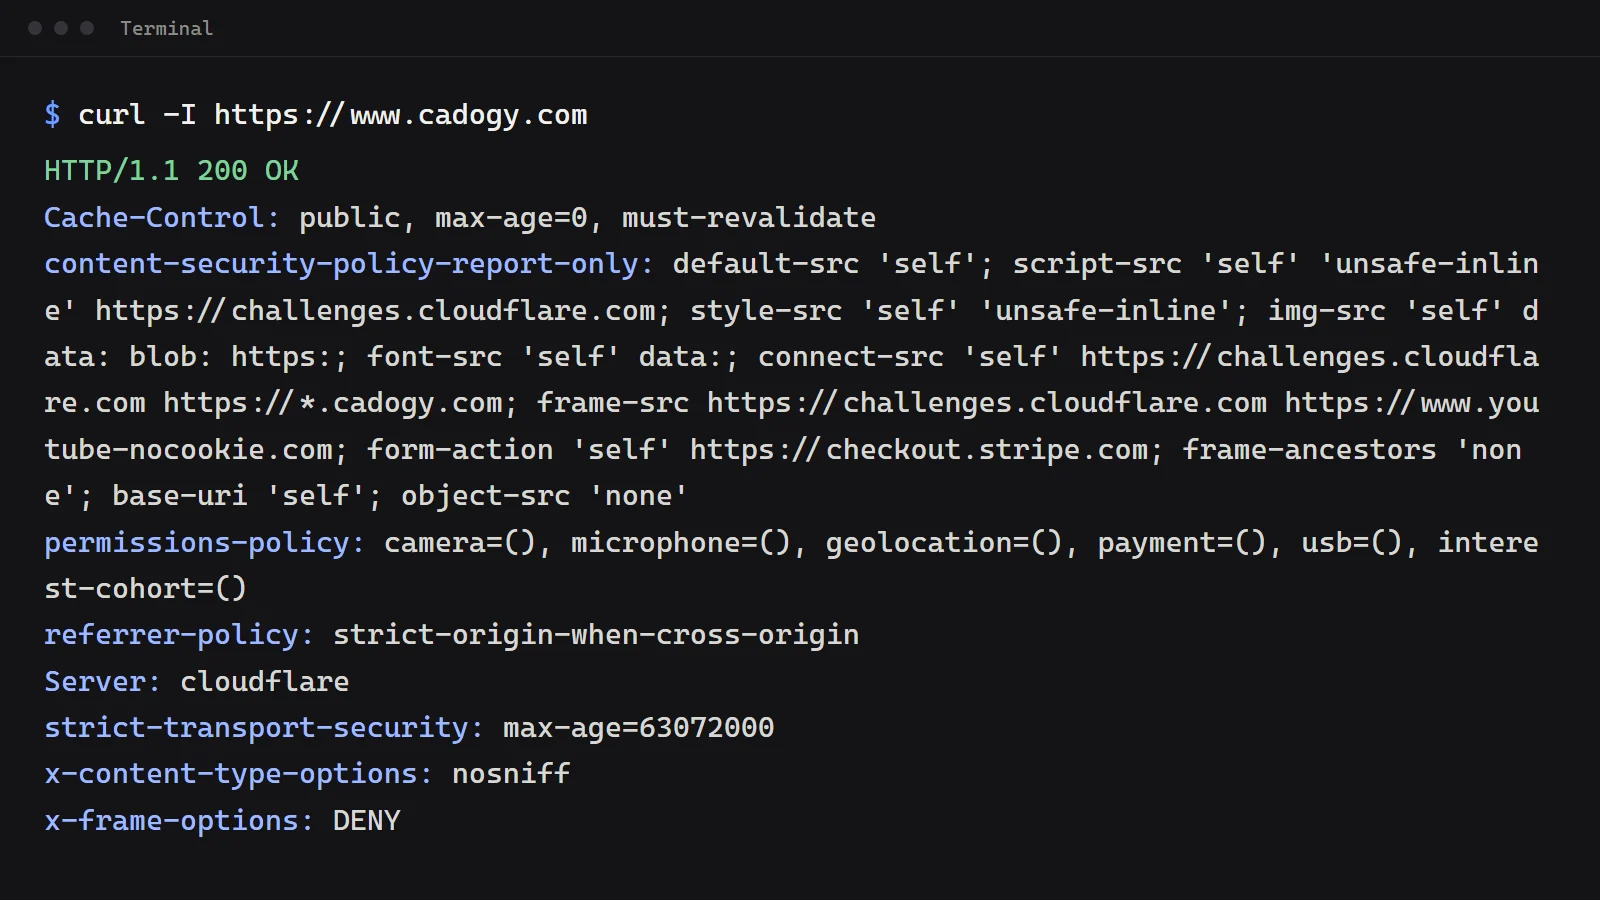 Terminal
$ curl -I https://www.cadogy.com
HTTP/1.1 200 OK
Cache-Control: public, max-age=0, must-revalidate
content-security-policy-report-only: default-src 'self'; script-src 'self' 'unsafe-inlin
e' https://challenges.cloudflare.com; style-src 'self' 'unsafe-inline'; img-src 'self' d
ata: blob: https:; font-src 'self' data:; connect-src 'self' https://challenges.cloudfla
re.com https://*.cadogy.com; frame-src https://challenges.cloudflare.com https://www.you
tube-nocookie.com; form-action 'self' https://checkout.stripe.com; frame-ancestors 'non
e'; base-uri 'self'; object-src 'none'
permissions-policy: camera=(), microphone=(), geolocation=(), payment=(), usb=(), intere
st-cohort=()
referrer-policy: strict-origin-when-cross-origin
Server: cloudflare
strict-transport-security: max-age=63072000
x-content-type-options: nosniff
x-frame-options: DENY